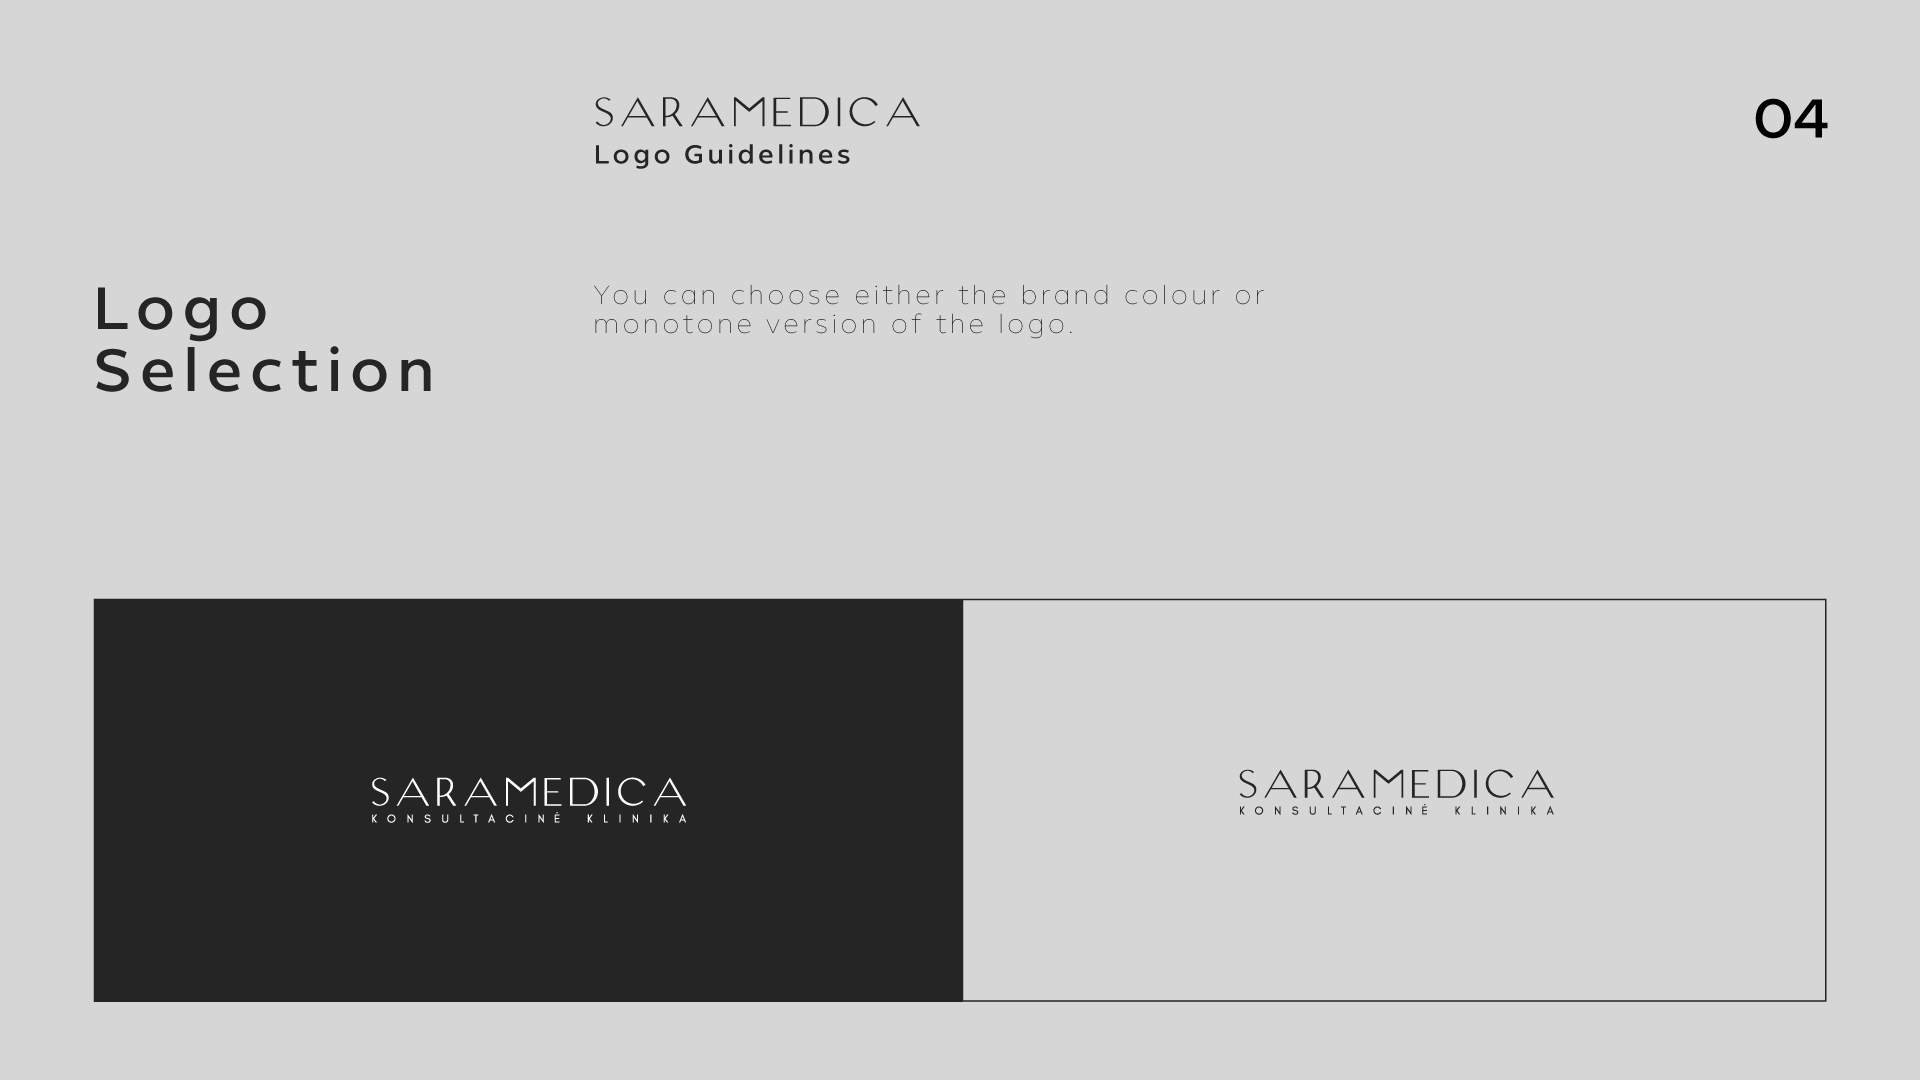 SARAMEDICA
Logo Guidelines
04
Logo
Selection
You can choose either the brand colour or
monotone version of the logo.
SARAMEDICA
KONSULTACINĖ KLINIKA
SARAMEDICA
KONSULTACINĖ KLINIKA